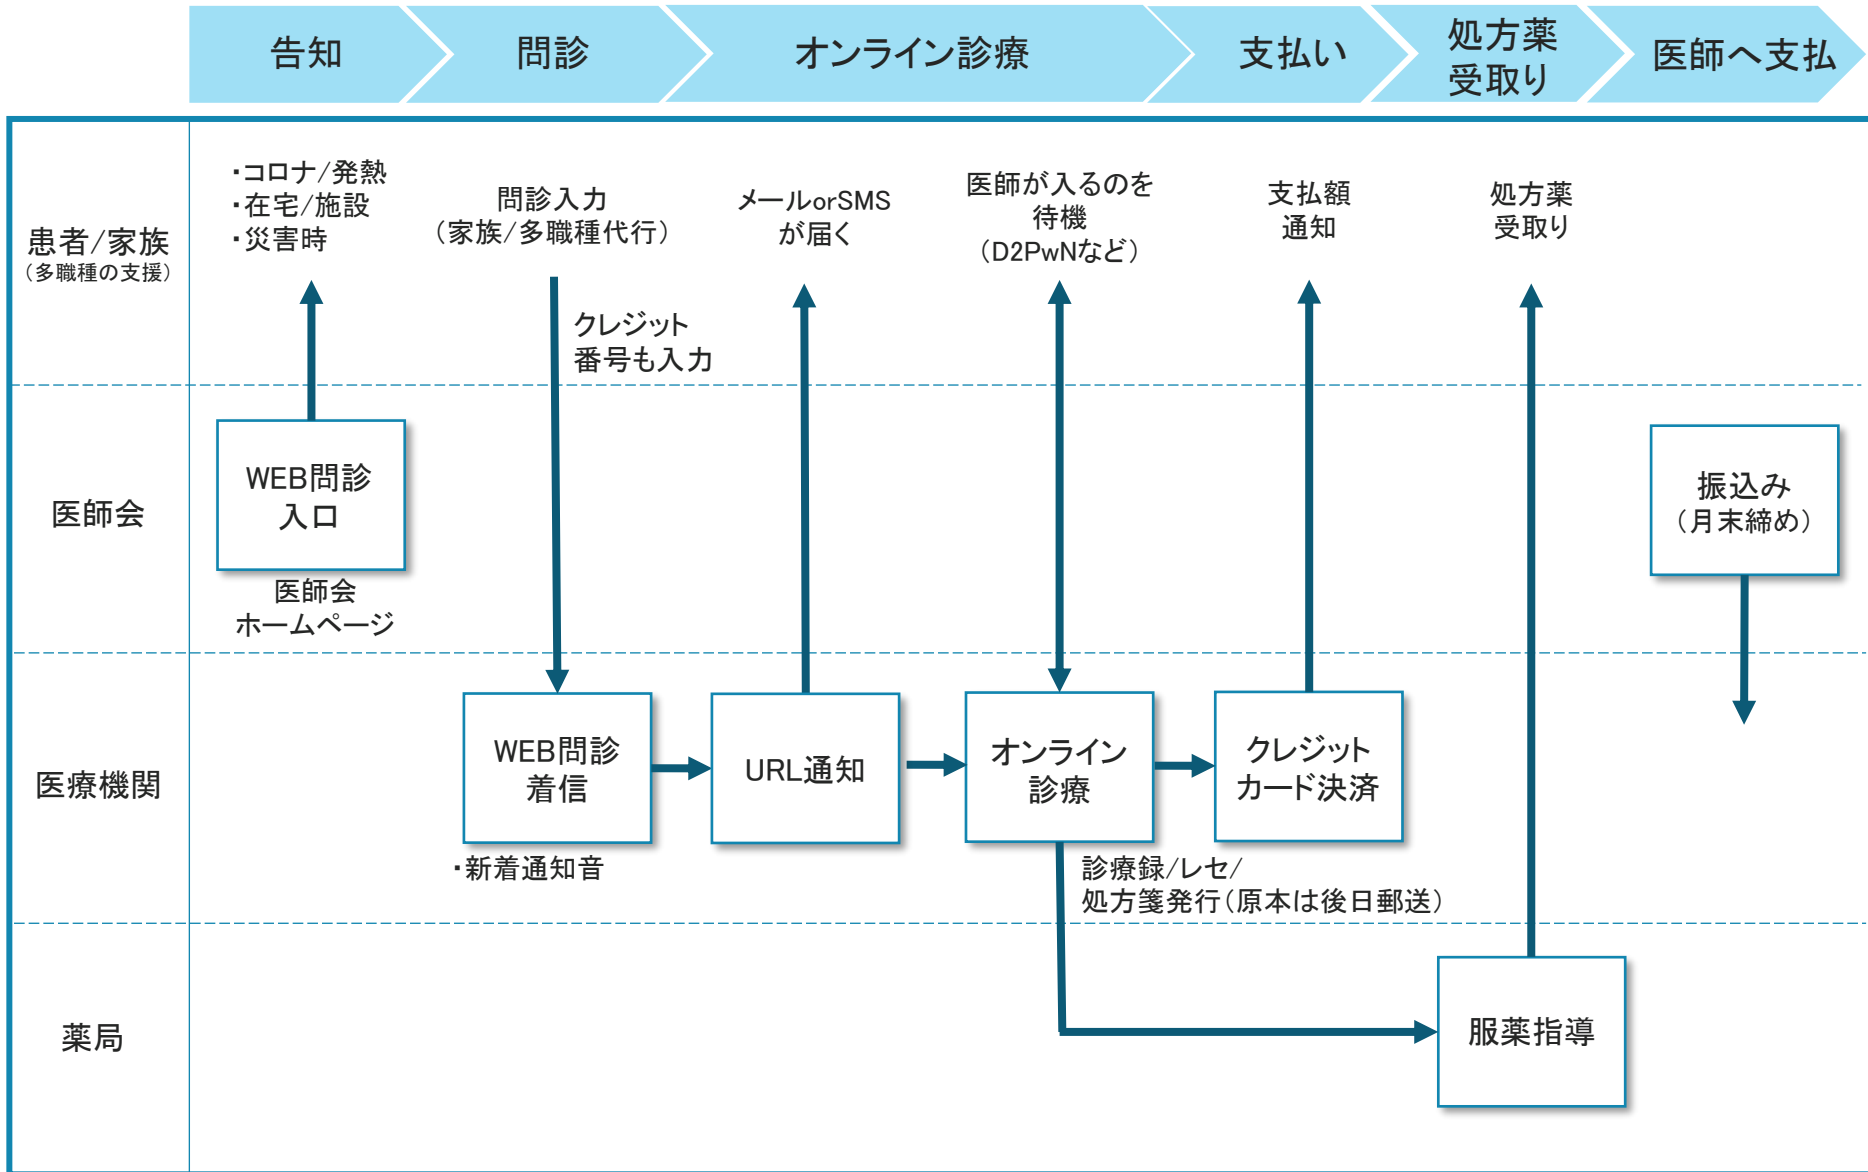 告知
問診
オンライン診療
支払い
処方薬
受取り
医師へ支払
患者/家族
（多職種の支援）
・コロナ/発熱
・在宅/施設
・災害時
問診入力
（家族/多職種代行）
メールorSMS
が届く
医師が入るのを
待機
（D2PwNなど）
支払額
通知
処方薬
受取り
クレジット
番号も入力
医師会
WEB問診
入口
医師会
ホームページ
振込み
（月末締め）
医療機関
WEB問診
着信
・新着通知音
URL通知
オンライン
診療
クレジット
カード決済
診療録/レセ/
処方箋発行（原本は後日郵送）
薬局
服薬指導